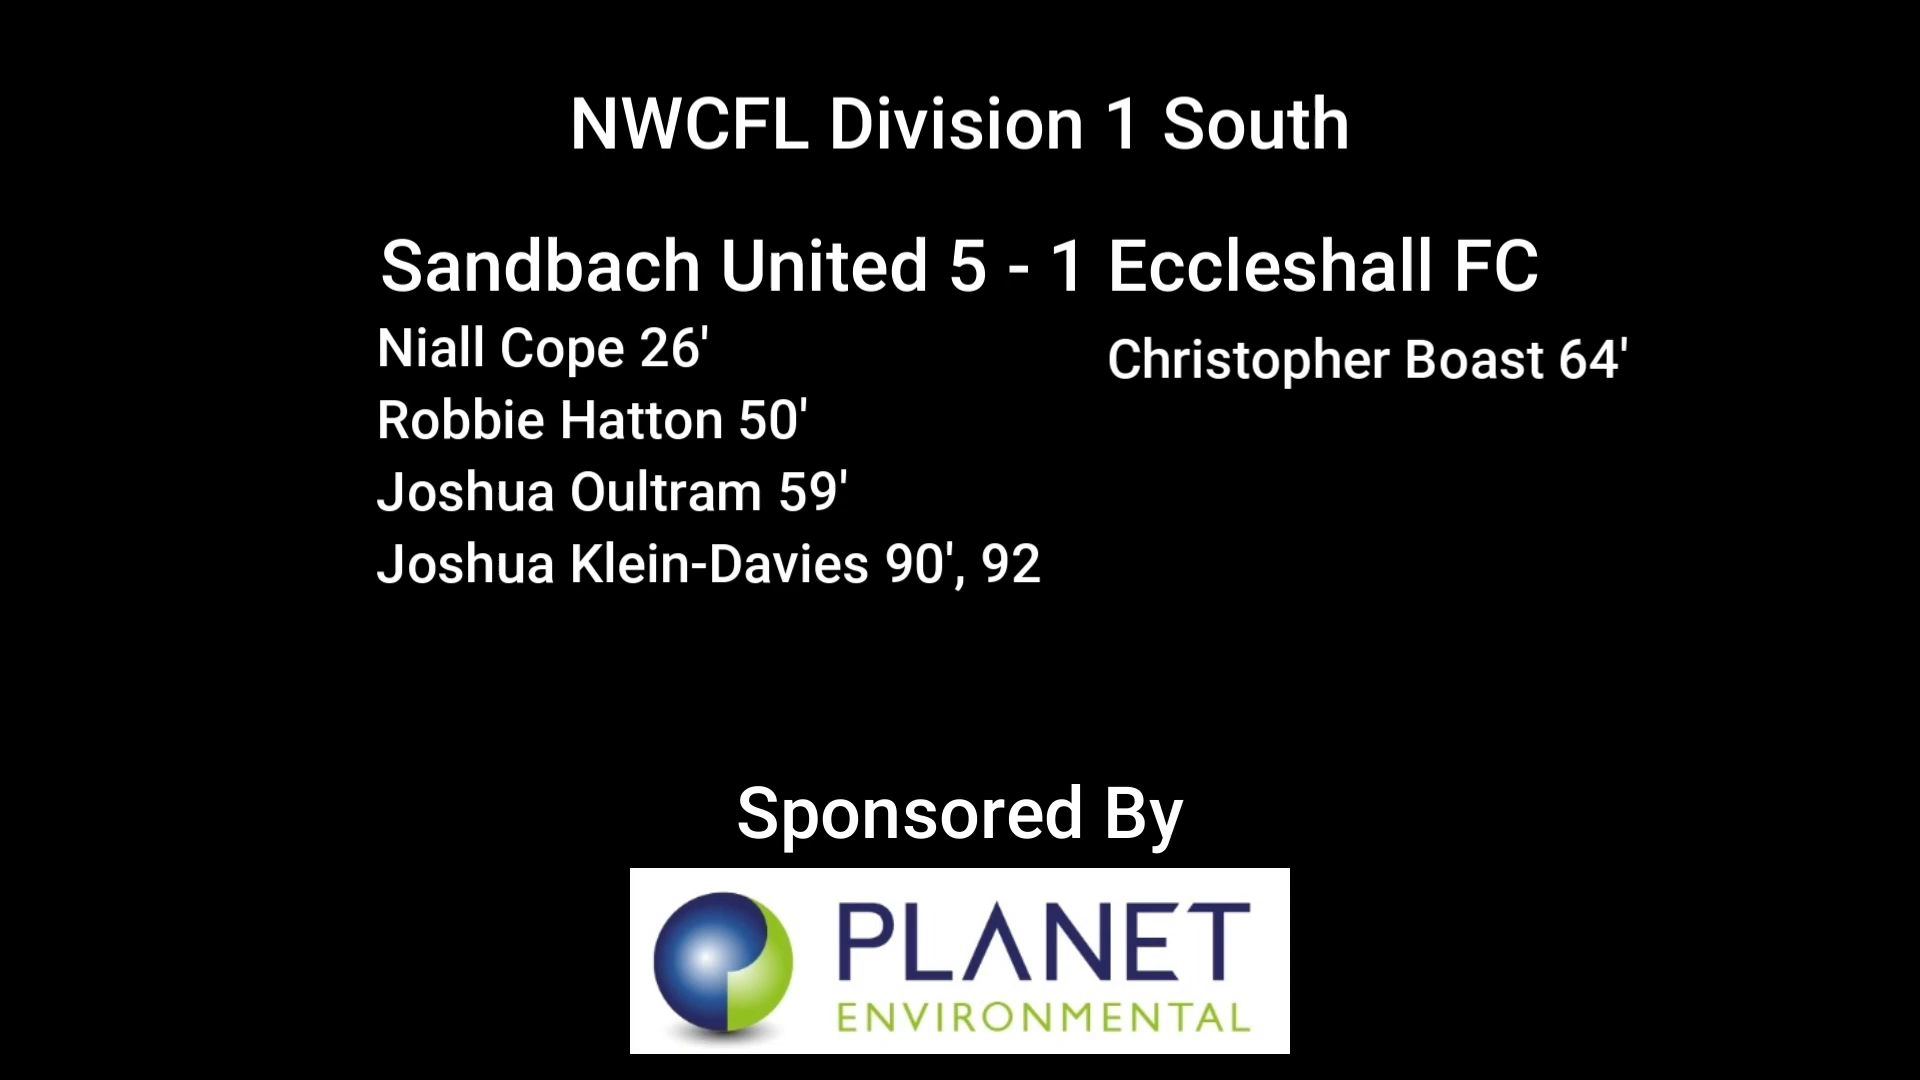 NWCFL Division 1 South
Sandbach United 5 - 1 Eccleshall FC
Niall Cope 26'
Christopher Boast 64'
Robbie Hatton 50'
Joshua Oultram 59'
Joshua Klein-Davies 90', 92
Sponsored By
PLANET
ENVIRONMENTAL